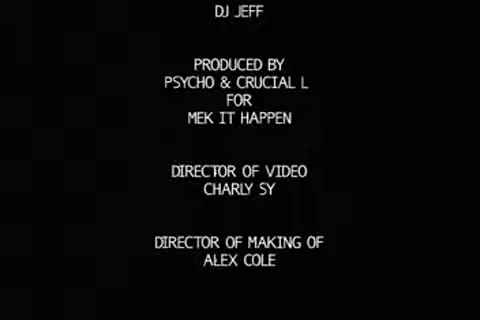 DJ JEFF
PRODUCED BY
PSYCHO & CRUCIAL L
FOR
MEK IT HAPPEN
DIRECTOR OF VIDEO
CHARLY SY
DIRECTOR OF MAKING OF
ALEX COLE